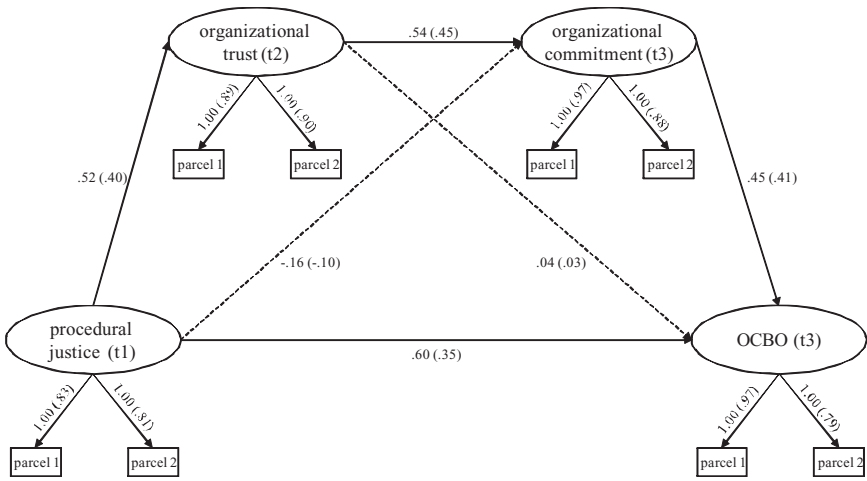 organizational
trust (t2)
.54 (.45)
organizational
commitment (t3)
1.00 (.89)
1.00 (.90)
1.00 (.97)
1.00 (.88)
parcel 1
parcel 2
parcel 1
parcel 2
.52 (.40)
.45 (.41)
-.16 (-.10)
.04 (.03)
procedural
justice (t1)
.60 (.35)
OCBO (t3)
1.00 (.83)
1.00 (.81)
1.00 (.97)
1.00 (.79)
parcel 1
parcel 2
parcel 1
parcel 2